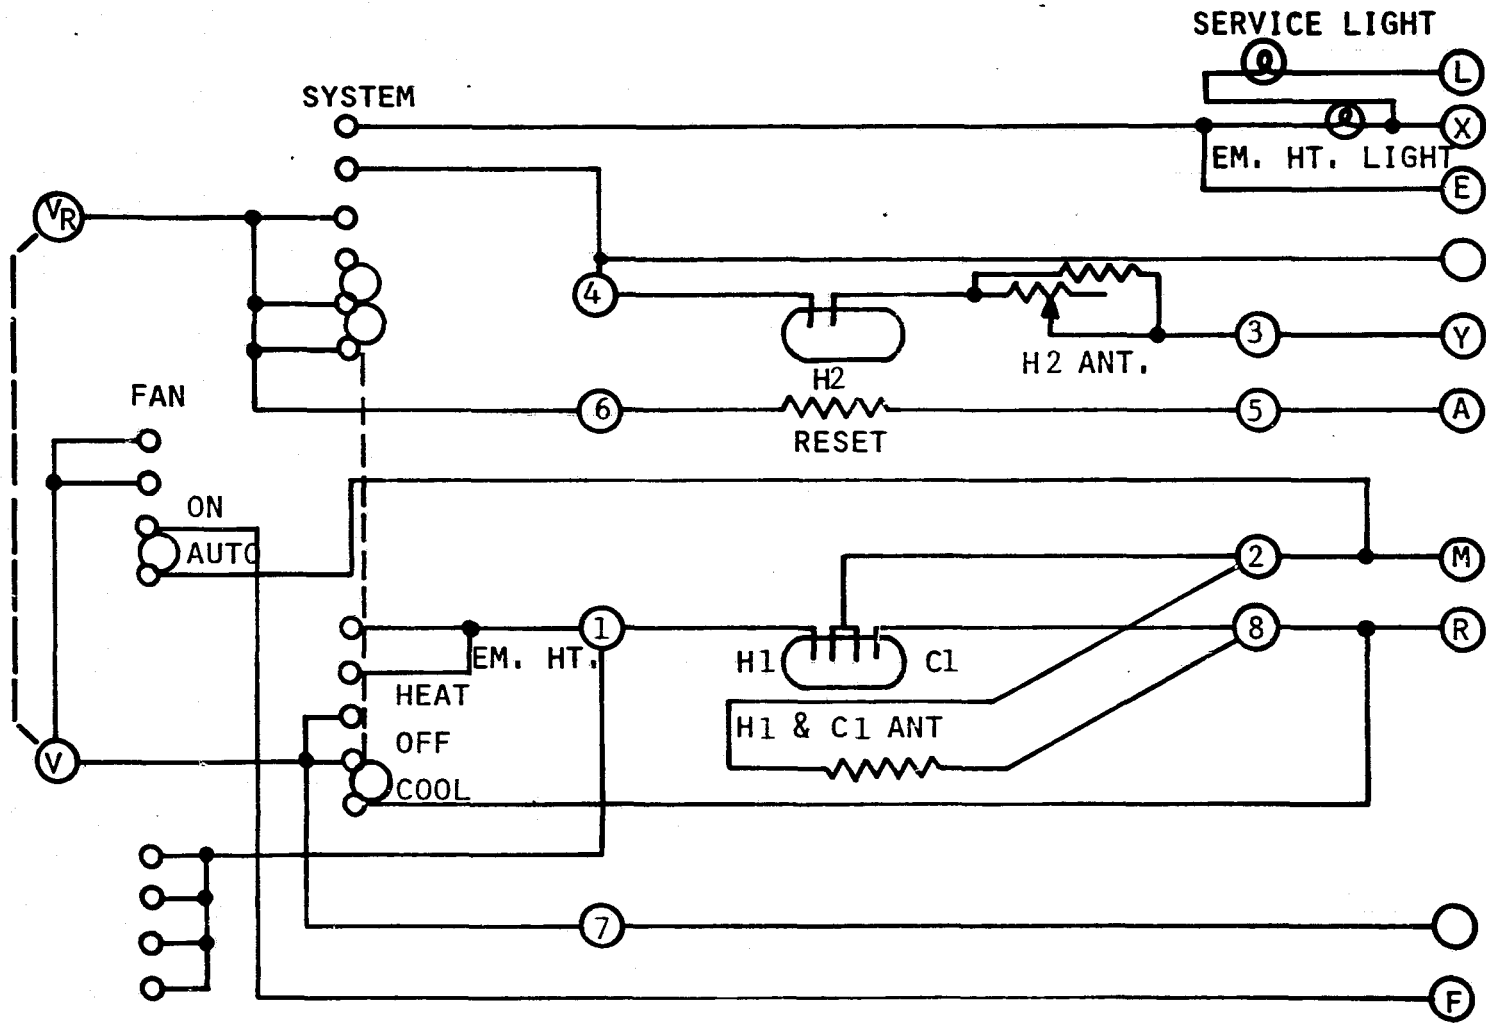 SERVICE LIGHT
L
SYSTEM
X
EM. HT. LIGHT
E
VR
4
3
Y
H2 ANT.
H2
FAN
6
5
A
RESET
ON
AUTO
2
M
1
8
R
EM. HT.
H1
C1
HEAT
H1 & C1 ANT
OFF
V
COOL
7
F